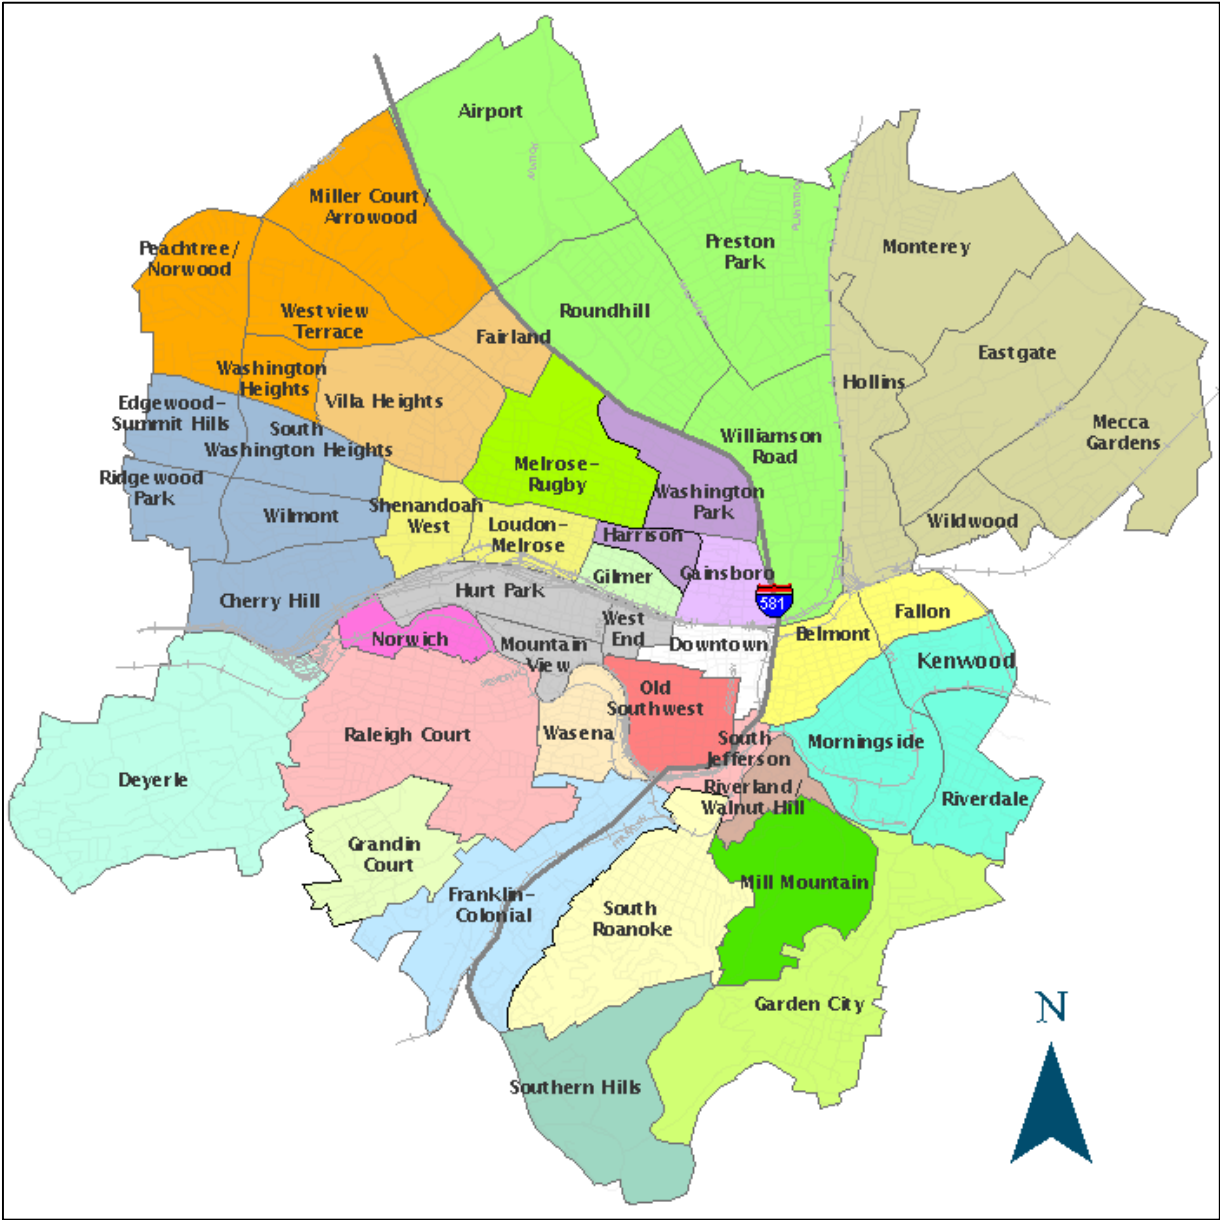 Airport
Miller Court/
Arrowood
Peachtree/
Norwood
Preston
Park
Monterey
Westview
Terrace
Roundhill
Fairland
Eastgate
Washington
Heights
Villa Heights
Hollins
Edgewood-
Summit Hills
South
Washington Heights
Williamson
Road
Mecca
Gardens
Melrose-
Rugby
Ridgewood
Park
Washington
Park
Wilmont
Shenandoah
West
Loudon-
Melrose
Wildwood
Harrison
Gilmer
Gainsboro
Cherry Hill
Hurt Park
581
Fallon
West
End
Belmont
Norwich
Mountain
View
Downtown
Kenwood
Old
Southwest
Raleigh Court
Wasena
South
Jefferson
Morningside
Deyerle
Riverland/
Walnut Hill
Riverdale
Grandin
Court
Mill Mountain
Franklin-
Colonial
South
Roanoke
Garden City
N
Southern Hills